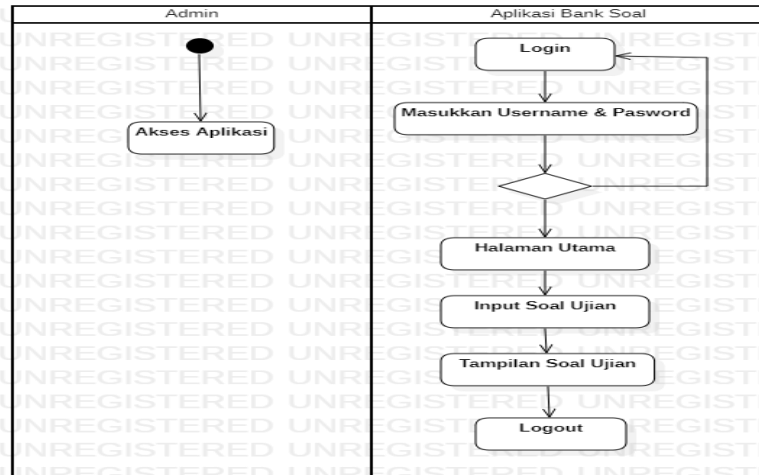 Admin
Aplikasi Bank Soal
Login
Akses Aplikasi
Masukkan Username & Pasword
Halaman Utama
Input Soal Ujian
Tampilan Soal Ujian
Logout
UNREGISTERED